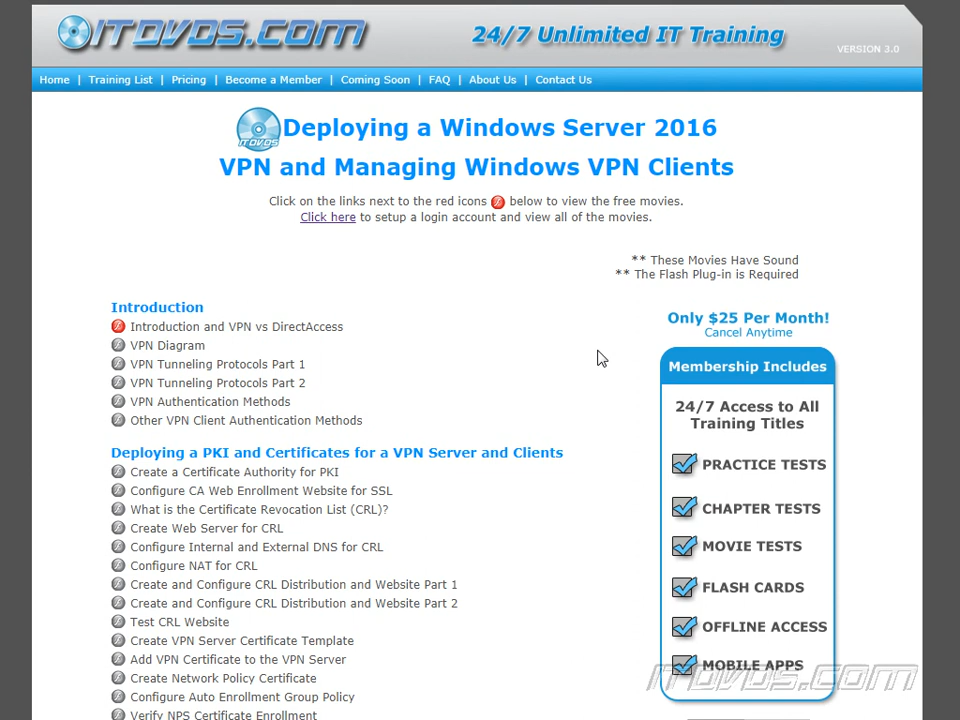 ITDVDS.COM
24/7 Unlimited IT Training
VERSION 3.0
Home | Training List | Pricing | Become a Member | Coming Soon | FAQ | About Us | Contact Us
ITDVDS
Deploying a Windows Server 2016
VPN and Managing Windows VPN Clients
Click on the links next to the red icons below to view the free movies.
Click here to setup a login account and view all of the movies.
** These Movies Have Sound
** The Flash Plug-in is Required
Introduction
Introduction and VPN vs DirectAccess
VPN Diagram
VPN Tunneling Protocols Part 1
VPN Tunneling Protocols Part 2
VPN Authentication Methods
Other VPN Client Authentication Methods
Deploying a PKI and Certificates for a VPN Server and Clients
Create a Certificate Authority for PKI
Configure CA Web Enrollment Website for SSL
What is the Certificate Revocation List (CRL)?
Create Web Server for CRL
Configure Internal and External DNS for CRL
Configure NAT for CRL
Create and Configure CRL Distribution and Website Part 1
Create and Configure CRL Distribution and Website Part 2
Test CRL Website
Create VPN Server Certificate Template
Add VPN Certificate to the VPN Server
Create Network Policy Certificate
Configure Auto Enrollment Group Policy
Verify NPS Certificate Enrollment
Only $25 Per Month!
Cancel Anytime
Membership Includes
24/7 Access to All
Training Titles
PRACTICE TESTS
CHAPTER TESTS
MOVIE TESTS
FLASH CARDS
OFFLINE ACCESS
MOBILE APPS
ITDVDS.COM